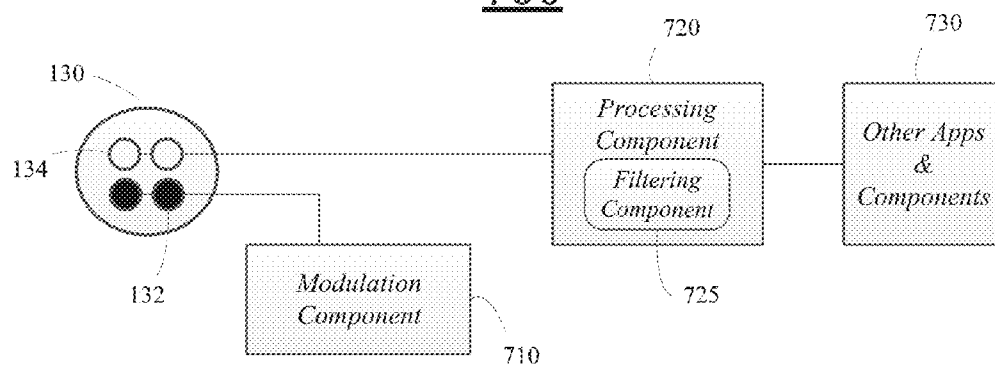 720
730
130
Processing
Component
Other Apps
&
Components
134
Filtering
Component
132
Modulation
Component
725
710